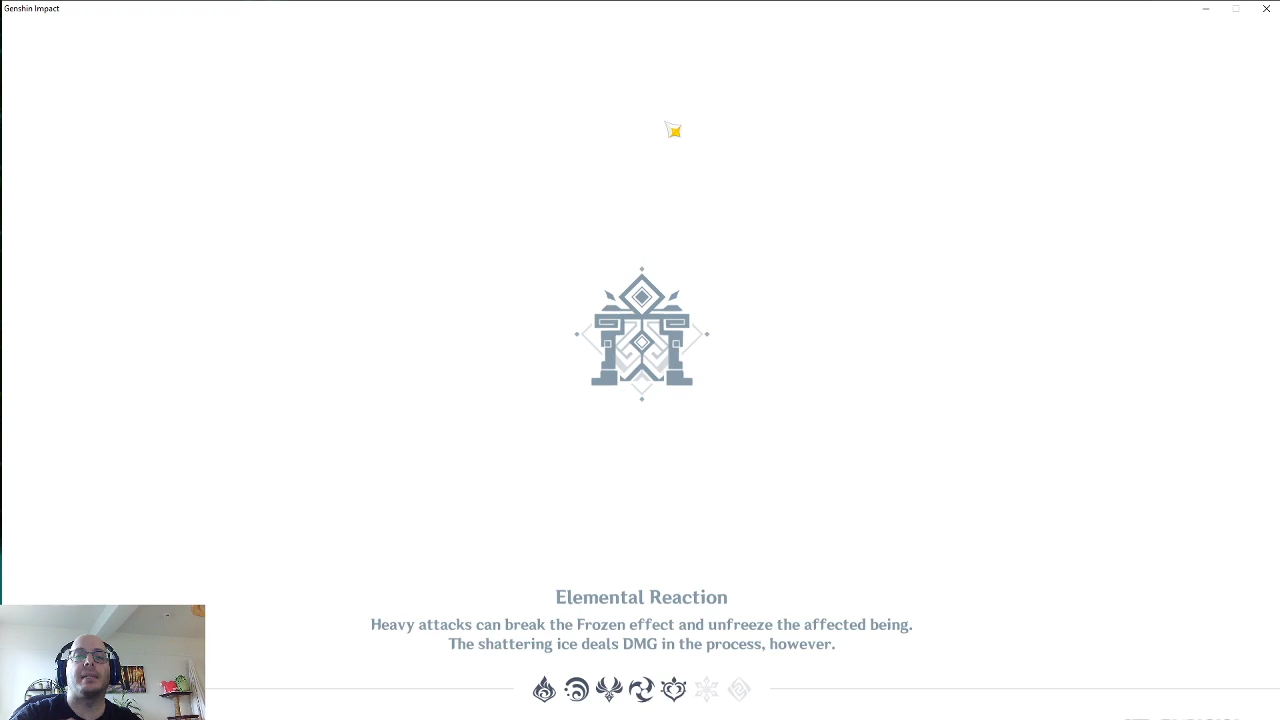 Genshin Impact
Elemental Reaction
Heavy attacks can break the Frozen effect and unfreeze the affected being.
The shattering ice deals DMG in the process, however.